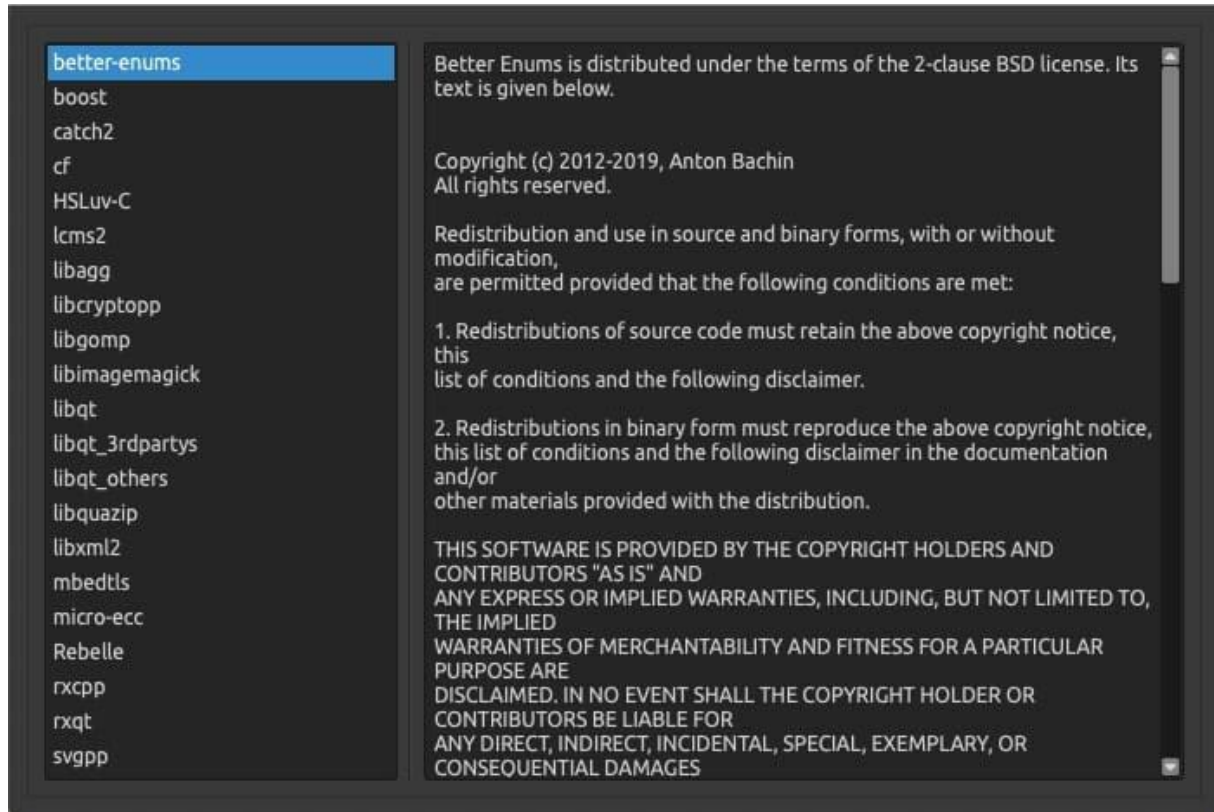 better-enums
boost
catch2
cf
HSLuv-C
lcms2
libagg
libcryptopp
libgomp
libimagemagick
libqt
libqt_3rdpartys
libqt_others
libquazip
libxml2
mbedtls
micro-ecc
Rebelle
rxcpp
rxqt
svgpp
Better Enums is distributed under the terms of the 2-clause BSD license. Its
text is given below.
Copyright (c) 2012-2019, Anton Bachin
All rights reserved.
Redistribution and use in source and binary forms, with or without
modification,
are permitted provided that the following conditions are met:
1. Redistributions of source code must retain the above copyright notice,
this
list of conditions and the following disclaimer.
2. Redistributions in binary form must reproduce the above copyright notice,
this list of conditions and the following disclaimer in the documentation
and/or
other materials provided with the distribution.
THIS SOFTWARE IS PROVIDED BY THE COPYRIGHT HOLDERS AND
CONTRIBUTORS "AS IS" AND
ANY EXPRESS OR IMPLIED WARRANTIES, INCLUDING, BUT NOT LIMITED TO,
THE IMPLIED
WARRANTIES OF MERCHANTABILITY AND FITNESS FOR A PARTICULAR
PURPOSE ARE
DISCLAIMED. IN NO EVENT SHALL THE COPYRIGHT HOLDER OR
CONTRIBUTORS BE LIABLE FOR
ANY DIRECT, INDIRECT, INCIDENTAL, SPECIAL, EXEMPLARY, OR
CONSEQUENTIAL DAMAGES